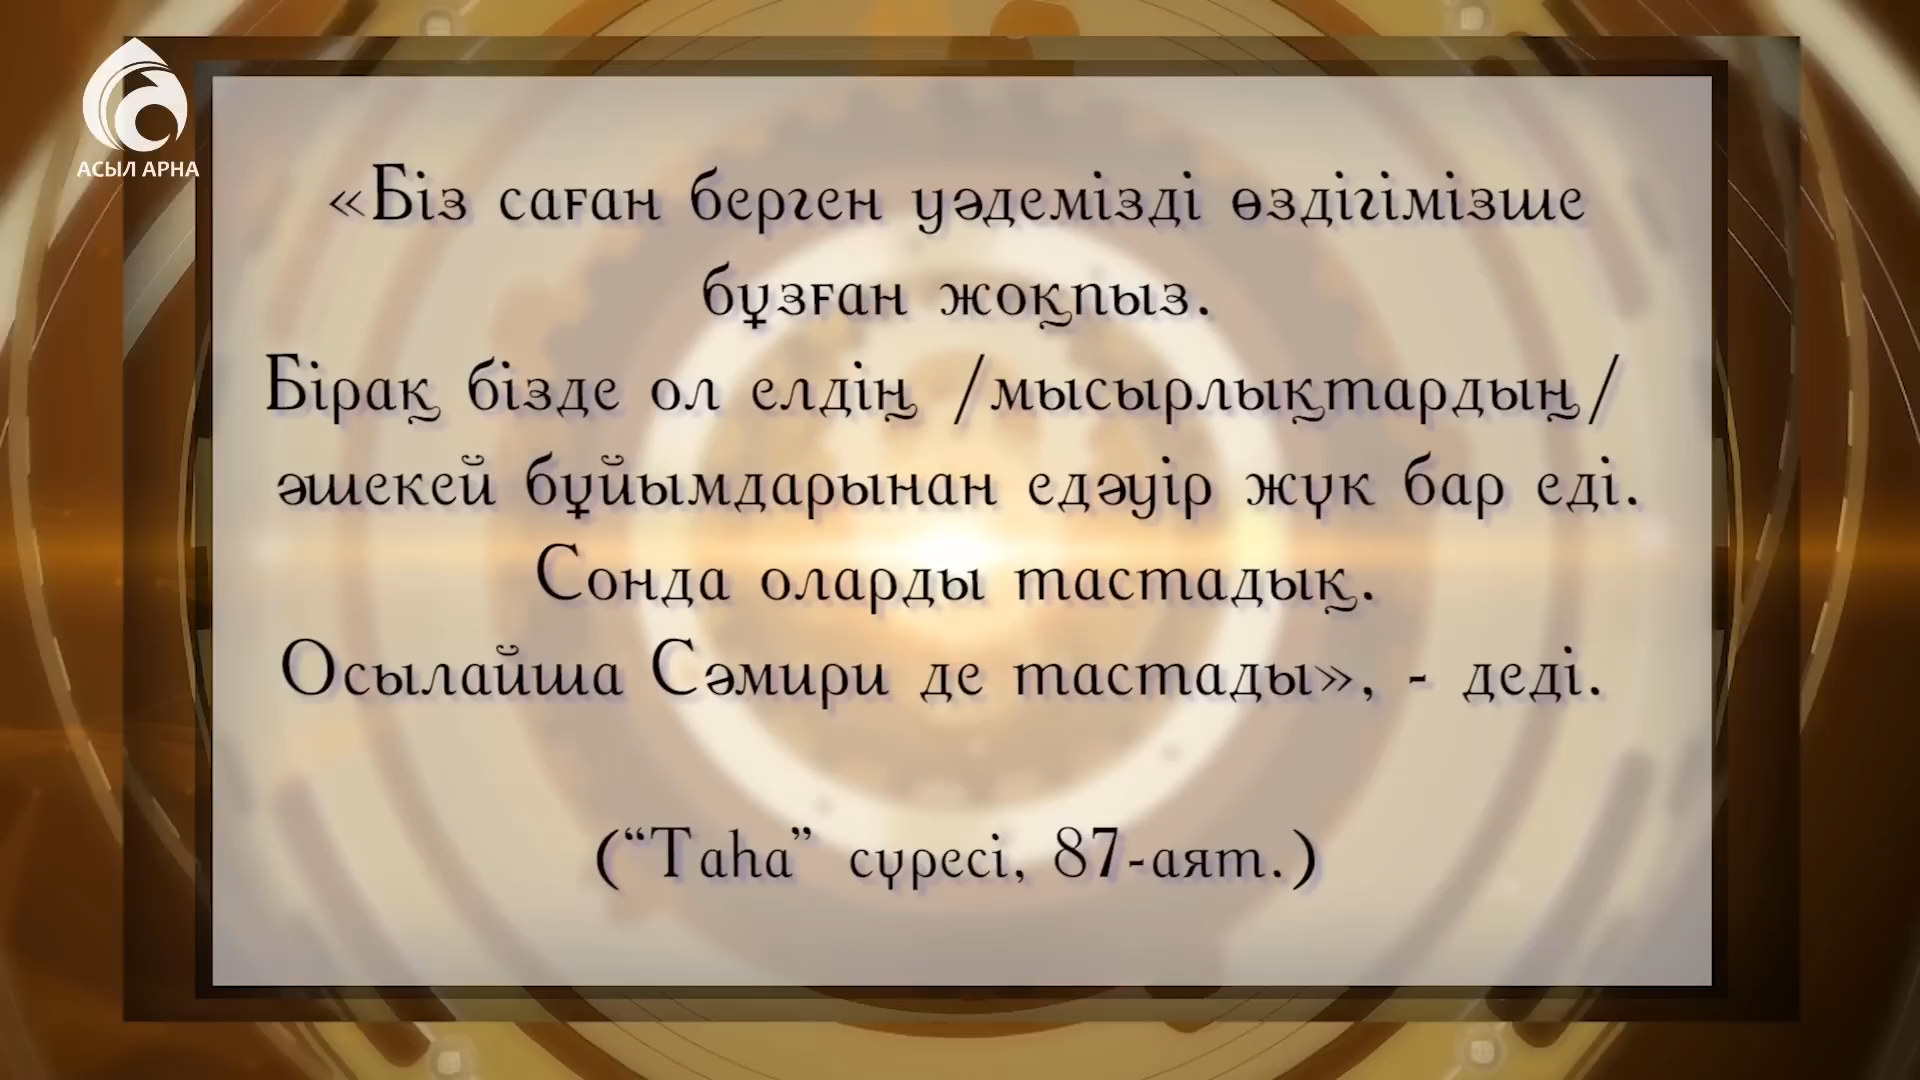 АСЫЛ АРНА
«Біз саған берген уәдемізді өздігімізше
бұзған жоқпыз.
Бірақ бізде ол елдің /мысырлықтардың/
әшекей бұйымдарынан едәуір жүк бар еді.
Сонда оларды тастадық.
Осылайша Сәмири де тастады», - деді.
(“Таһа” сүресі, 87-аят.)